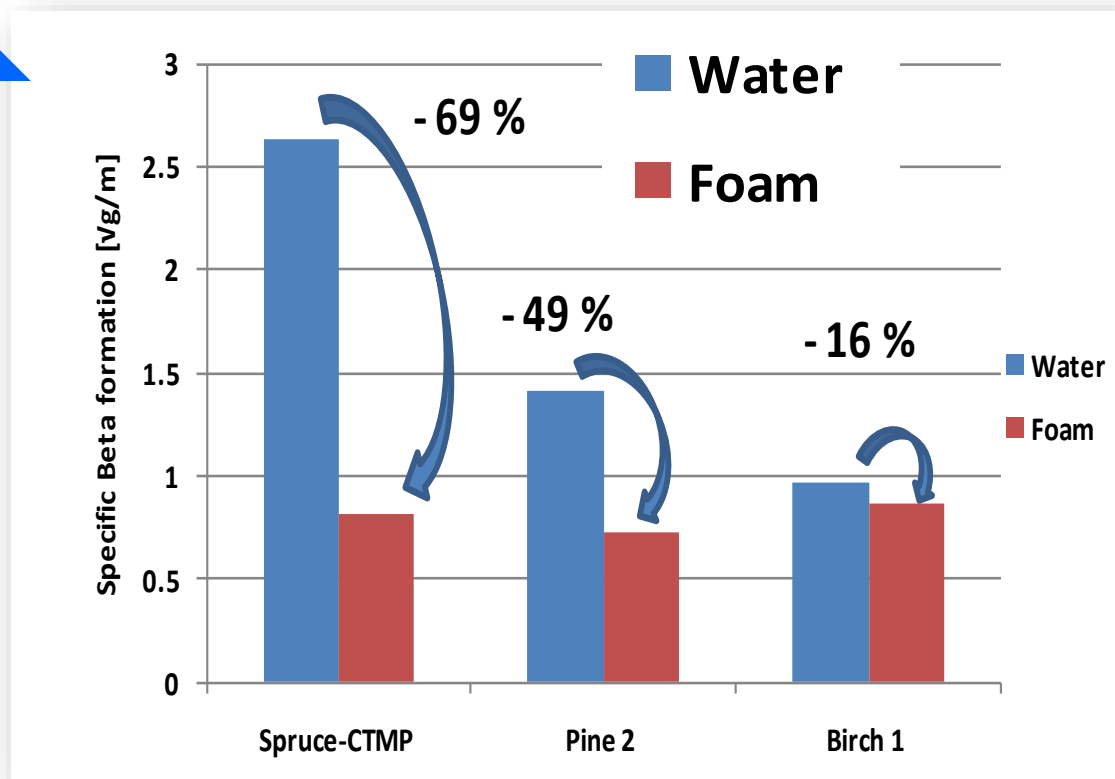 Water
Foam
- 69 %
- 49 %
- 16 %
Specific Beta formation [√g/m]
3
2.5
2
1.5
1
0.5
0
Spruce-CTMP
Pine 2
Birch 1
Water
Foam